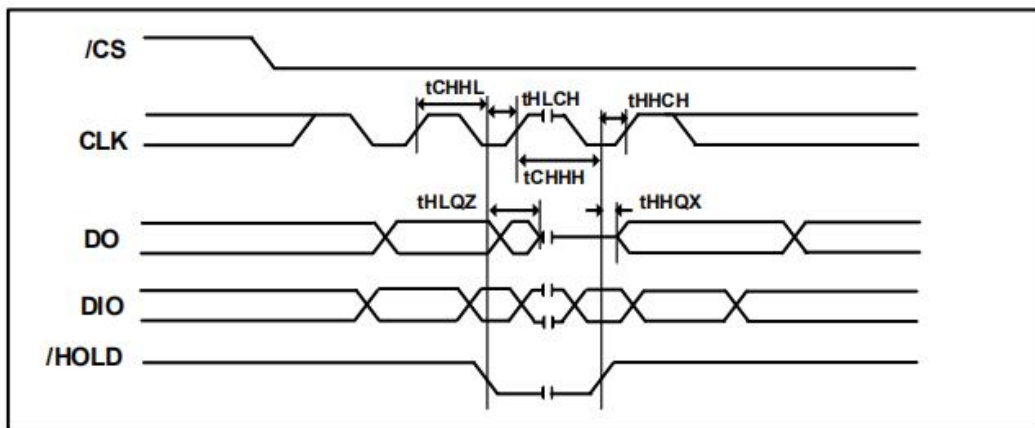 /CS
tCHHL
tHLCH
tHHCH
CLK
tCHHH
tHLQZ
tHHQX
DO
DIO
/HOLD